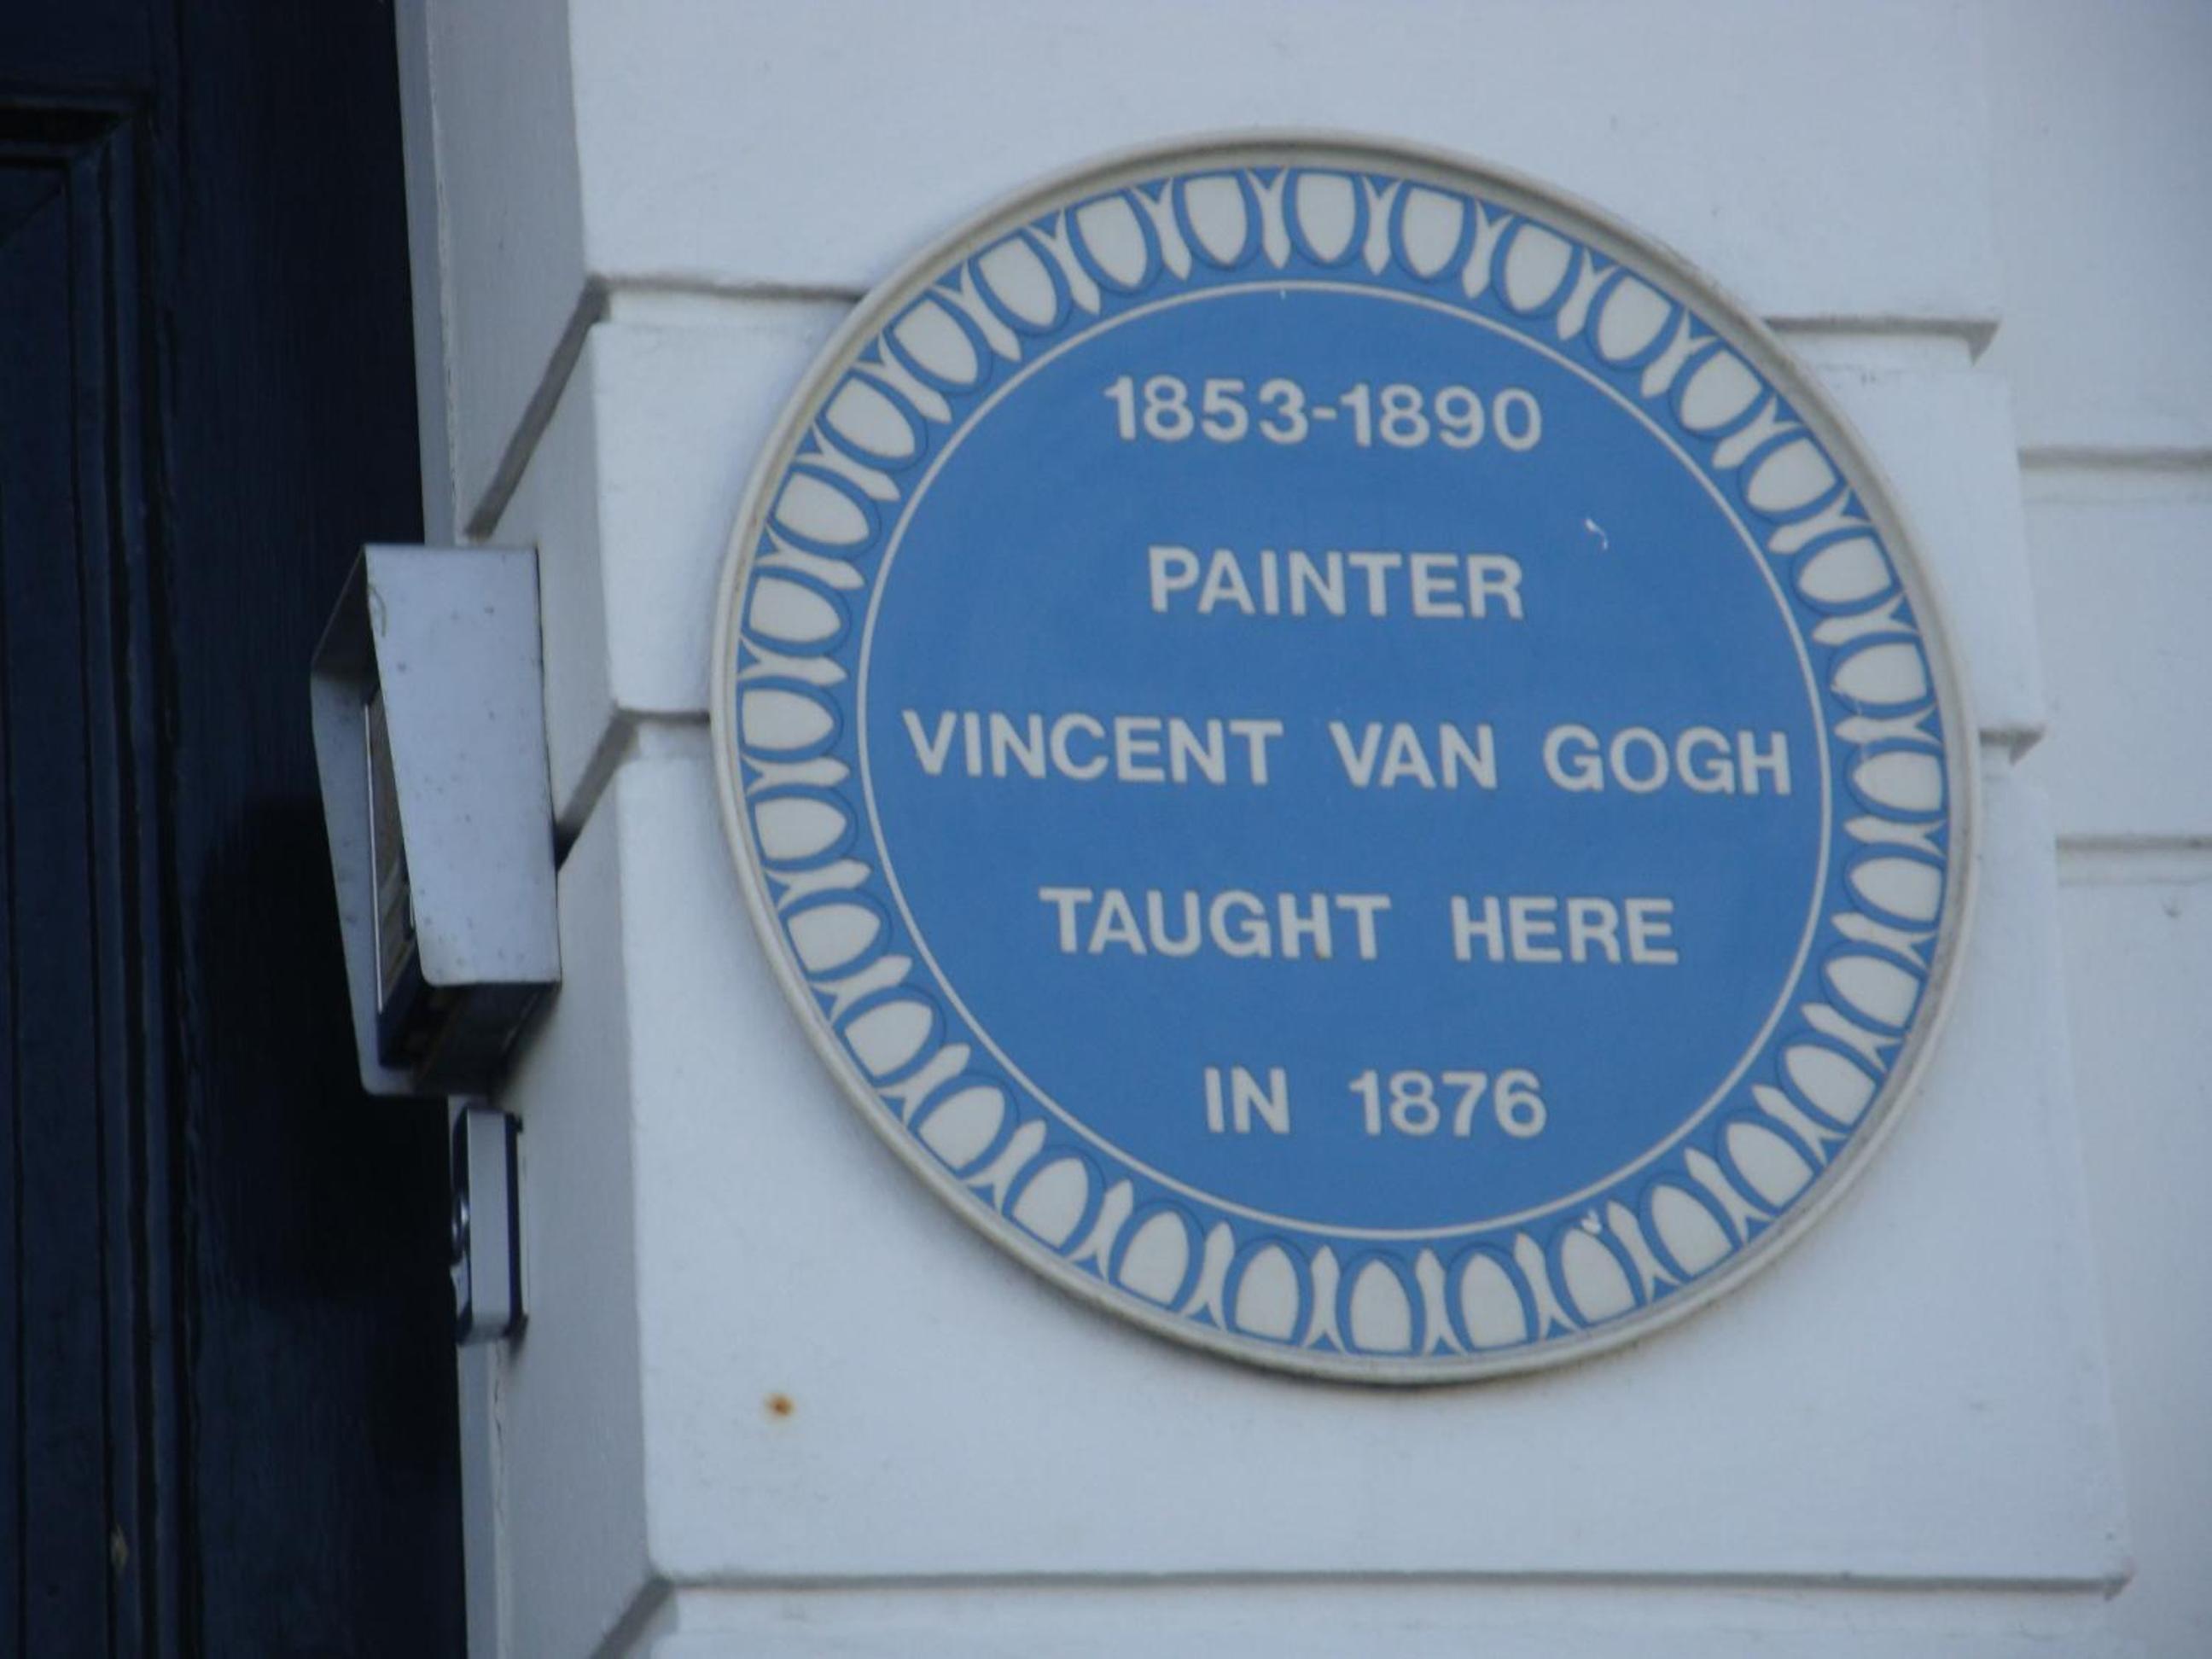 1853-1890
PAINTER
VINCENT VAN GOGH
TAUGHT HERE
IN 1876